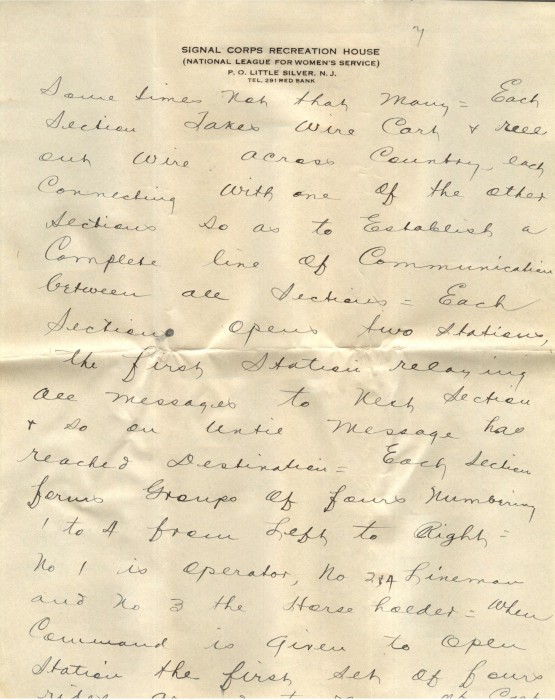 7
SIGNAL CORPS RECREATION HOUSE
(NATIONAL LEAGUE FOR WOMEN'S SERVICE)
P. O. LITTLE SILVER, N. J.
TEL. 291 RED BANK
Some times not that many = Each
Section Takes Wire Cart & reel
out Wire across Country, each
Connecting With one of the other
Sections so as to Establish a
Complete line of Communication
between all Sections = Each
Section opens two Stations,
the first Station relaying
all messages to Next Section
& so on Until Message has
reached Destination = Each Section
forms Groups of fours Numbering
1 to 4 from Left to Right =
No 1 is Operator, No 2&4 Lineman
and No 3 the Horse holder = When
Command is Given to Open
Station the first Set of fours
rides